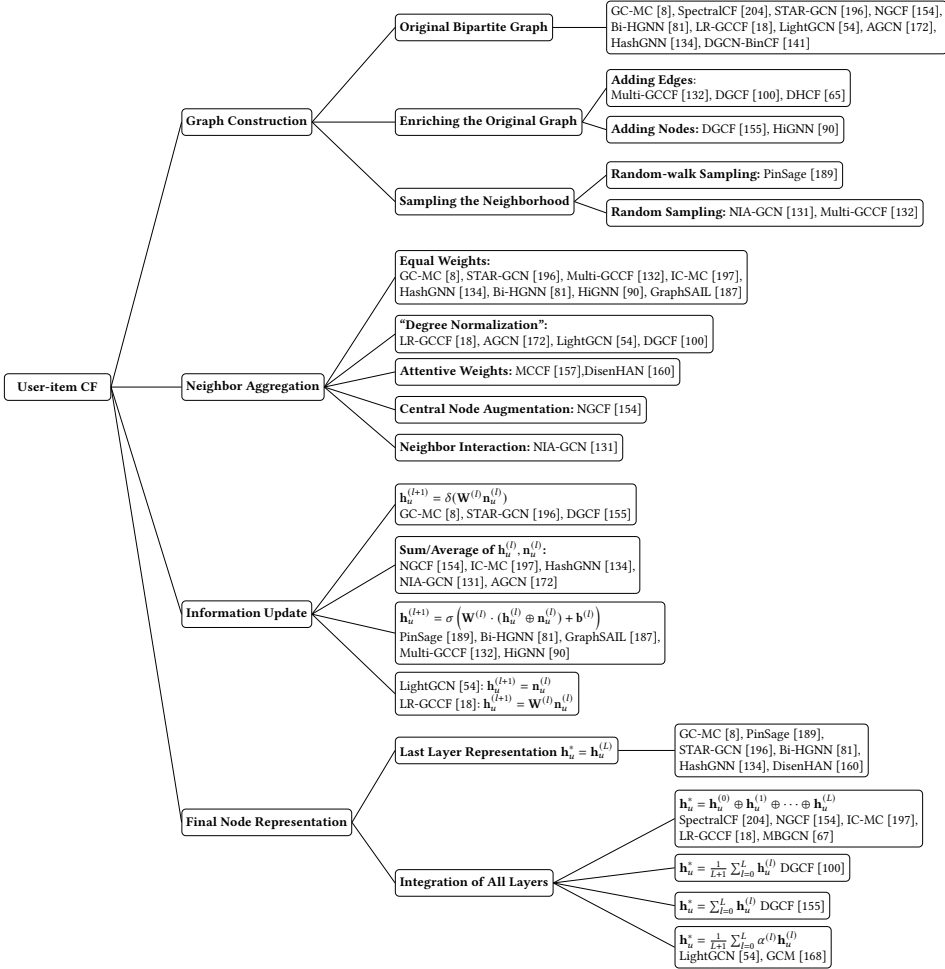 User-item CF
Graph Construction
Original Bipartite Graph
GC-MC [8], SpectralCF [204], STAR-GCN [196], NGCF [154],
Bi-HGNN [81], LR-GCCF [18], LightGCN [54], AGCN [172],
HashGNN [134], DGCN-BinCF [141]
Enriching the Original Graph
Adding Edges:
Multi-GCCF [132], DGCF [100], DHCF [65]
Adding Nodes: DGCF [155], HiGNN [90]
Sampling the Neighborhood
Random-walk Sampling: PinSage [189]
Random Sampling: NIA-GCN [131], Multi-GCCF [132]
Neighbor Aggregation
Equal Weights:
GC-MC [8], STAR-GCN [196], Multi-GCCF [132], IC-MC [197],
HashGNN [134], Bi-HGNN [81], HiGNN [90], GraphSAIL [187]
“Degree Normalization”:
LR-GCCF [18], AGCN [172], LightGCN [54], DGCF [100]
Attentive Weights: MCCF [157],DisenHAN [160]
Central Node Augmentation: NGCF [154]
Neighbor Interaction: NIA-GCN [131]
Information Update
h_u^{(l+1)} = δ(W^{(l)} n_u^{(l)})
GC-MC [8], STAR-GCN [196], DGCF [155]
Sum/Average of h_u^{(l)}, n_u^{(l)}:
NGCF [154], IC-MC [197], HashGNN [134],
NIA-GCN [131], AGCN [172]
h_u^{(l+1)} = σ(W^{(l)} · (h_u^{(l)} ⊕ n_u^{(l)}) + b^{(l)})
PinSage [189], Bi-HGNN [81], GraphSAIL [187],
Multi-GCCF [132], HiGNN [90]
LightGCN [54]: h_u^{(l+1)} = n_u^{(l)}
LR-GCCF [18]: h_u^{(l+1)} = W^{(l)} n_u^{(l)}
Final Node Representation
Last Layer Representation h_u^* = h_u^{(L)}
GC-MC [8], PinSage [189],
STAR-GCN [196], Bi-HGNN [81],
HashGNN [134], DisenHAN [160]
Integration of All Layers
h_u^* = h_u^{(0)} ⊕ h_u^{(1)} ⊕ ··· ⊕ h_u^{(L)}
SpectralCF [204], NGCF [154], IC-MC [197],
LR-GCCF [18], MBGCN [67]
h_u^* = \frac{1}{L+1} ∑_{l=0}^{L} h_u^{(l)} DGCF [100]
h_u^* = ∑_{l=0}^{L} h_u^{(l)} DGCF [155]
h_u^* = \frac{1}{L+1} ∑_{l=0}^{L} α^{(l)} h_u^{(l)}
LightGCN [54], GCM [168]